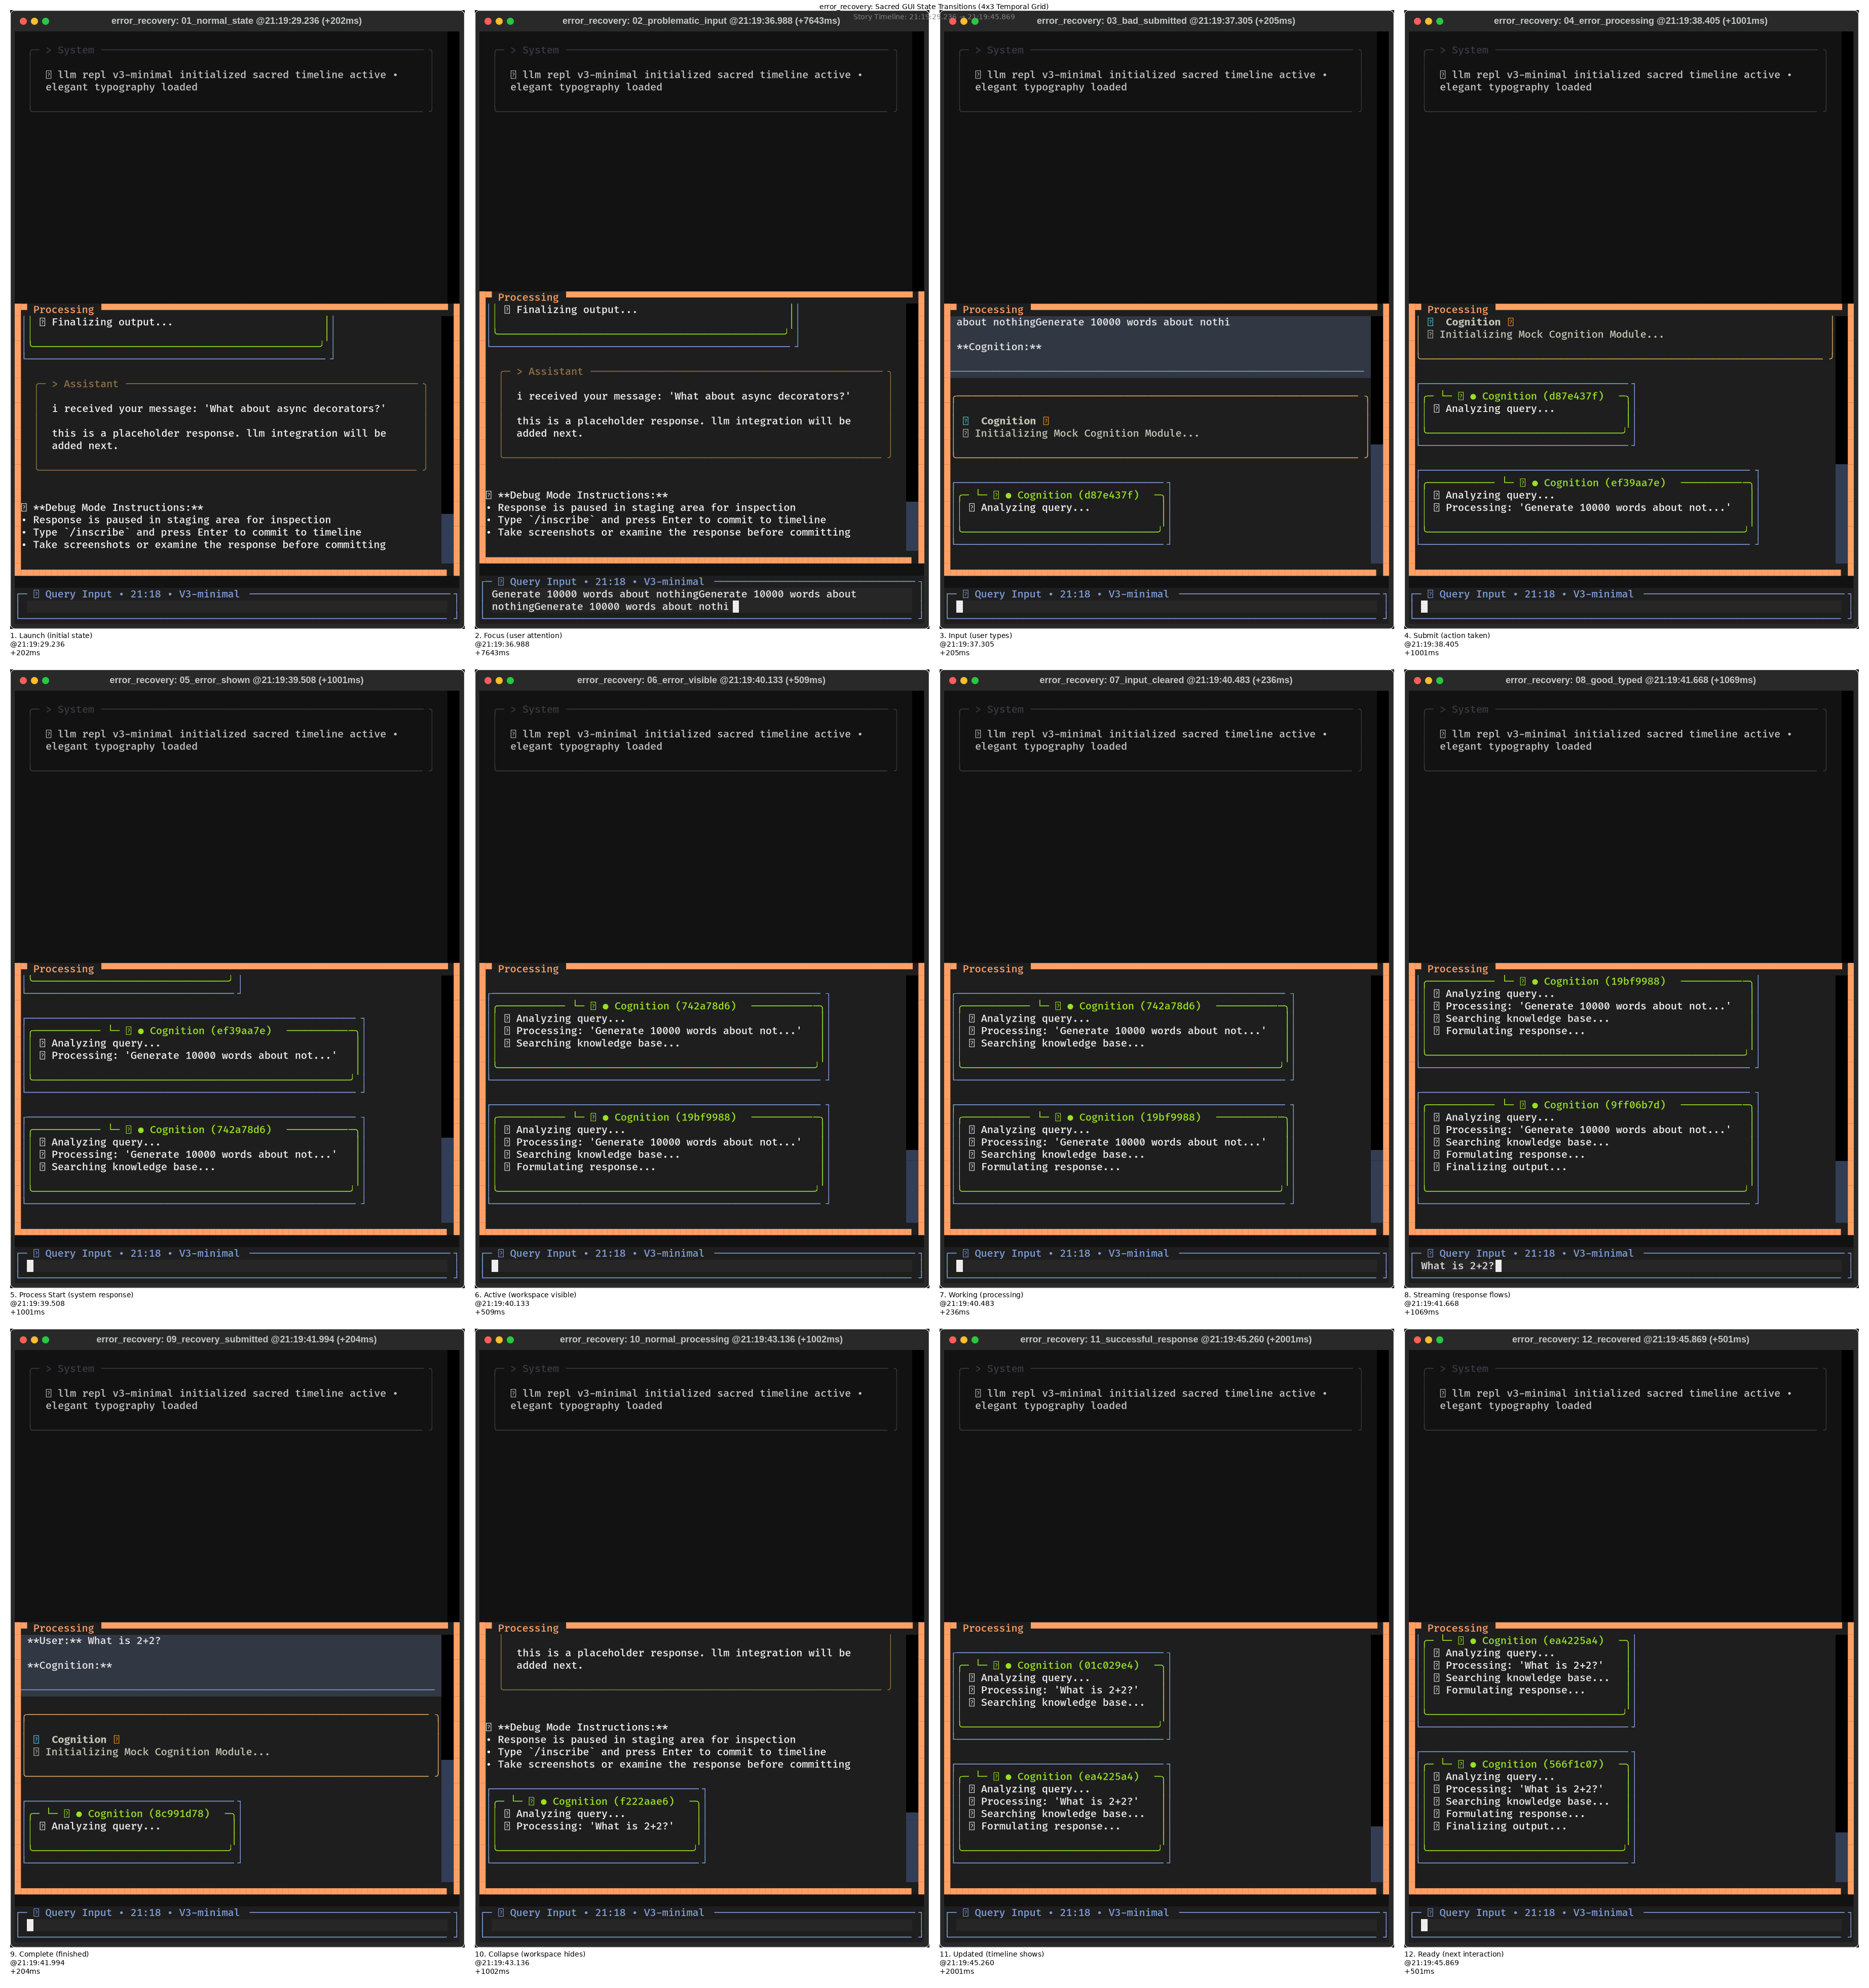 error_recovery: Sacred GUI State Transitions (4x3 Temporal Grid)
Story Timeline: 21:19:29.236 → 21:19:45.869
error_recovery: 01_normal_state @21:19:29.236 (+202ms)
> System
llm repl v3-minimal initialized sacred timeline active •
elegant typography loaded
Processing
Finalizing output...
> Assistant
i received your message: 'What about async decorators?'
this is a placeholder response. llm integration will be
added next.
**Debug Mode Instructions:**
• Response is paused in staging area for inspection
• Type `/inscribe` and press Enter to commit to timeline
• Take screenshots or examine the response before committing
Query Input • 21:18 • V3-minimal
1. Launch (initial state)
@21:19:29.236
+202ms
error_recovery: 02_problematic_input @21:19:36.988 (+7643ms)
> System
llm repl v3-minimal initialized sacred timeline active •
elegant typography loaded
Processing
Finalizing output...
> Assistant
i received your message: 'What about async decorators?'
this is a placeholder response. llm integration will be
added next.
**Debug Mode Instructions:**
• Response is paused in staging area for inspection
• Type `/inscribe` and press Enter to commit to timeline
• Take screenshots or examine the response before committing
Query Input • 21:18 • V3-minimal
Generate 10000 words about nothingGenerate 10000 words about
nothingGenerate 10000 words about nothi
2. Focus (user attention)
@21:19:36.988
+7643ms
error_recovery: 03_bad_submitted @21:19:37.305 (+205ms)
> System
llm repl v3-minimal initialized sacred timeline active •
elegant typography loaded
Processing
about nothingGenerate 10000 words about nothi
**Cognition:**
Cognition
Initializing Mock Cognition Module...
└─ ● Cognition (d87e437f)
Analyzing query...
Query Input • 21:18 • V3-minimal
3. Input (user types)
@21:19:37.305
+205ms
error_recovery: 04_error_processing @21:19:38.405 (+1001ms)
> System
llm repl v3-minimal initialized sacred timeline active •
elegant typography loaded
Processing
Cognition
Initializing Mock Cognition Module...
└─ ● Cognition (d87e437f)
Analyzing query...
└─ ● Cognition (ef39aa7e)
Analyzing query...
Processing: 'Generate 10000 words about not...'
Query Input • 21:18 • V3-minimal
4. Submit (action taken)
@21:19:38.405
+1001ms
error_recovery: 05_error_shown @21:19:39.508 (+1001ms)
> System
llm repl v3-minimal initialized sacred timeline active •
elegant typography loaded
Processing
└─ ● Cognition (ef39aa7e)
Analyzing query...
Processing: 'Generate 10000 words about not...'
└─ ● Cognition (742a78d6)
Analyzing query...
Processing: 'Generate 10000 words about not...'
Searching knowledge base...
Query Input • 21:18 • V3-minimal
5. Process Start (system response)
@21:19:39.508
+1001ms
error_recovery: 06_error_visible @21:19:40.133 (+509ms)
> System
llm repl v3-minimal initialized sacred timeline active •
elegant typography loaded
Processing
└─ ● Cognition (742a78d6)
Analyzing query...
Processing: 'Generate 10000 words about not...'
Searching knowledge base...
└─ ● Cognition (19bf9988)
Analyzing query...
Processing: 'Generate 10000 words about not...'
Searching knowledge base...
Formulating response...
Query Input • 21:18 • V3-minimal
6. Active (workspace visible)
@21:19:40.133
+509ms
error_recovery: 07_input_cleared @21:19:40.483 (+236ms)
> System
llm repl v3-minimal initialized sacred timeline active •
elegant typography loaded
Processing
└─ ● Cognition (742a78d6)
Analyzing query...
Processing: 'Generate 10000 words about not...'
Searching knowledge base...
└─ ● Cognition (19bf9988)
Analyzing query...
Processing: 'Generate 10000 words about not...'
Searching knowledge base...
Formulating response...
Query Input • 21:18 • V3-minimal
7. Working (processing)
@21:19:40.483
+236ms
error_recovery: 08_good_typed @21:19:41.668 (+1069ms)
> System
llm repl v3-minimal initialized sacred timeline active •
elegant typography loaded
Processing
└─ ● Cognition (19bf9988)
Analyzing query...
Processing: 'Generate 10000 words about not...'
Searching knowledge base...
Formulating response...
└─ ● Cognition (9ff06b7d)
Analyzing query...
Processing: 'Generate 10000 words about not...'
Searching knowledge base...
Formulating response...
Finalizing output...
Query Input • 21:18 • V3-minimal
What is 2+2?
8. Streaming (response flows)
@21:19:41.668
+1069ms
error_recovery: 09_recovery_submitted @21:19:41.994 (+204ms)
> System
llm repl v3-minimal initialized sacred timeline active •
elegant typography loaded
Processing
**User:** What is 2+2?
**Cognition:**
Cognition
Initializing Mock Cognition Module...
└─ ● Cognition (8c991d78)
Analyzing query...
Query Input • 21:18 • V3-minimal
9. Complete (finished)
@21:19:41.994
+204ms
error_recovery: 10_normal_processing @21:19:43.136 (+1002ms)
> System
llm repl v3-minimal initialized sacred timeline active •
elegant typography loaded
Processing
this is a placeholder response. llm integration will be
added next.
**Debug Mode Instructions:**
• Response is paused in staging area for inspection
• Type `/inscribe` and press Enter to commit to timeline
• Take screenshots or examine the response before committing
└─ ● Cognition (f222aae6)
Analyzing query...
Processing: 'What is 2+2?'
Query Input • 21:18 • V3-minimal
10. Collapse (workspace hides)
@21:19:43.136
+1002ms
error_recovery: 11_successful_response @21:19:45.260 (+2001ms)
> System
llm repl v3-minimal initialized sacred timeline active •
elegant typography loaded
Processing
└─ ● Cognition (01c029e4)
Analyzing query...
Processing: 'What is 2+2?'
Searching knowledge base...
└─ ● Cognition (ea4225a4)
Analyzing query...
Processing: 'What is 2+2?'
Searching knowledge base...
Formulating response...
Query Input • 21:18 • V3-minimal
11. Updated (timeline shows)
@21:19:45.260
+2001ms
error_recovery: 12_recovered @21:19:45.869 (+501ms)
> System
llm repl v3-minimal initialized sacred timeline active •
elegant typography loaded
Processing
└─ ● Cognition (ea4225a4)
Analyzing query...
Processing: 'What is 2+2?'
Searching knowledge base...
Formulating response...
└─ ● Cognition (566f1c07)
Analyzing query...
Processing: 'What is 2+2?'
Searching knowledge base...
Formulating response...
Finalizing output...
Query Input • 21:18 • V3-minimal
12. Ready (next interaction)
@21:19:45.869
+501ms